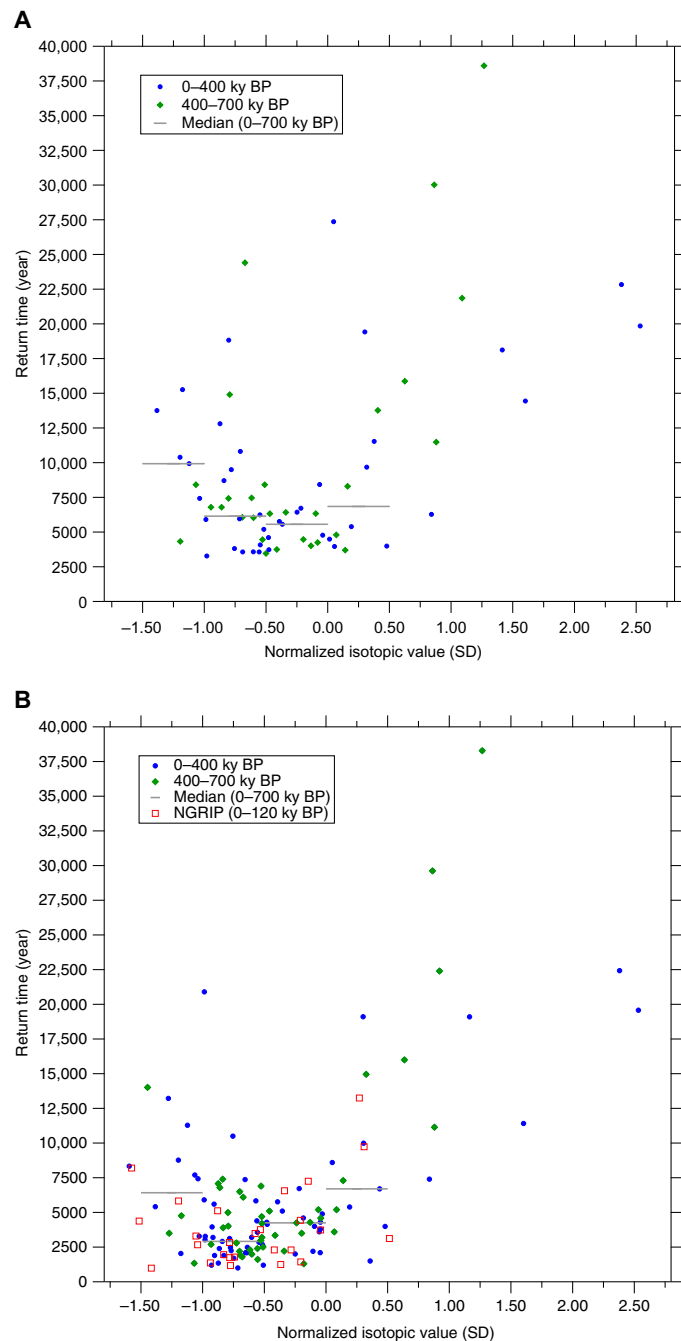 A
40,000
37,500
35,000
32,500
30,000
27,500
25,000
22,500
20,000
17,500
15,000
12,500
10,000
7500
5000
2500
0
Return time (year)
0–400 ky BP
400–700 ky BP
Median (0–700 ky BP)
–1.50 –1.00 –0.50 0.00 0.50 1.00 1.50 2.00 2.50
Normalized isotopic value (SD)
B
40,000
37,500
35,000
32,500
30,000
27,500
25,000
22,500
20,000
17,500
15,000
12,500
10,000
7500
5000
2500
0
Return time (year)
0–400 ky BP
400–700 ky BP
Median (0–700 ky BP)
NGRIP (0–120 ky BP)
–1.50 –1.00 –0.50 0.00 0.50 1.00 1.50 2.00 2.50
Normalized isotopic value (SD)